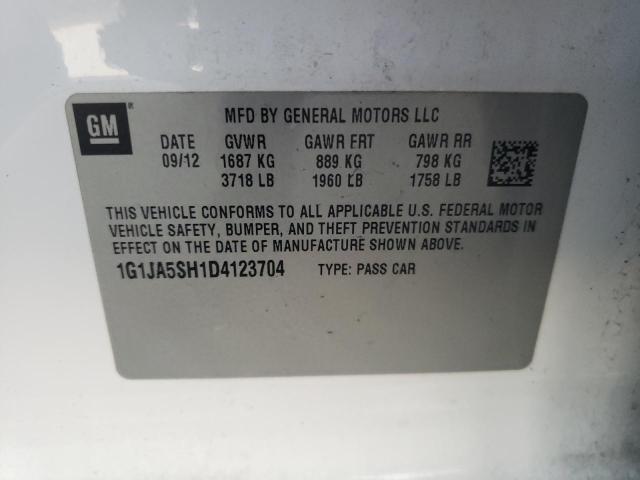 GM ®
MFD BY GENERAL MOTORS LLC
DATE GVWR GAWR FRT GAWR RR
09/12 1687 KG 889 KG 798 KG
3718 LB 1960 LB 1758 LB
THIS VEHICLE CONFORMS TO ALL APPLICABLE U.S. FEDERAL MOTOR
VEHICLE SAFETY, BUMPER, AND THEFT PREVENTION STANDARDS IN
EFFECT ON THE DATE OF MANUFACTURE SHOWN ABOVE.
1G1JA5SH1D4123704 TYPE: PASS CAR